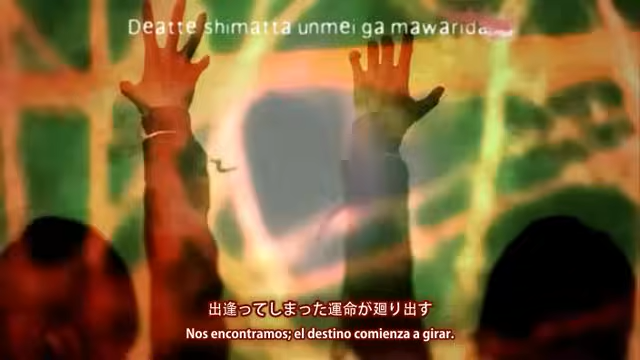 Deatte shimatta unmei ga mawarida
出逢ってしまった運命が廻り出す
Nos encontramos; el destino comienza a girar.